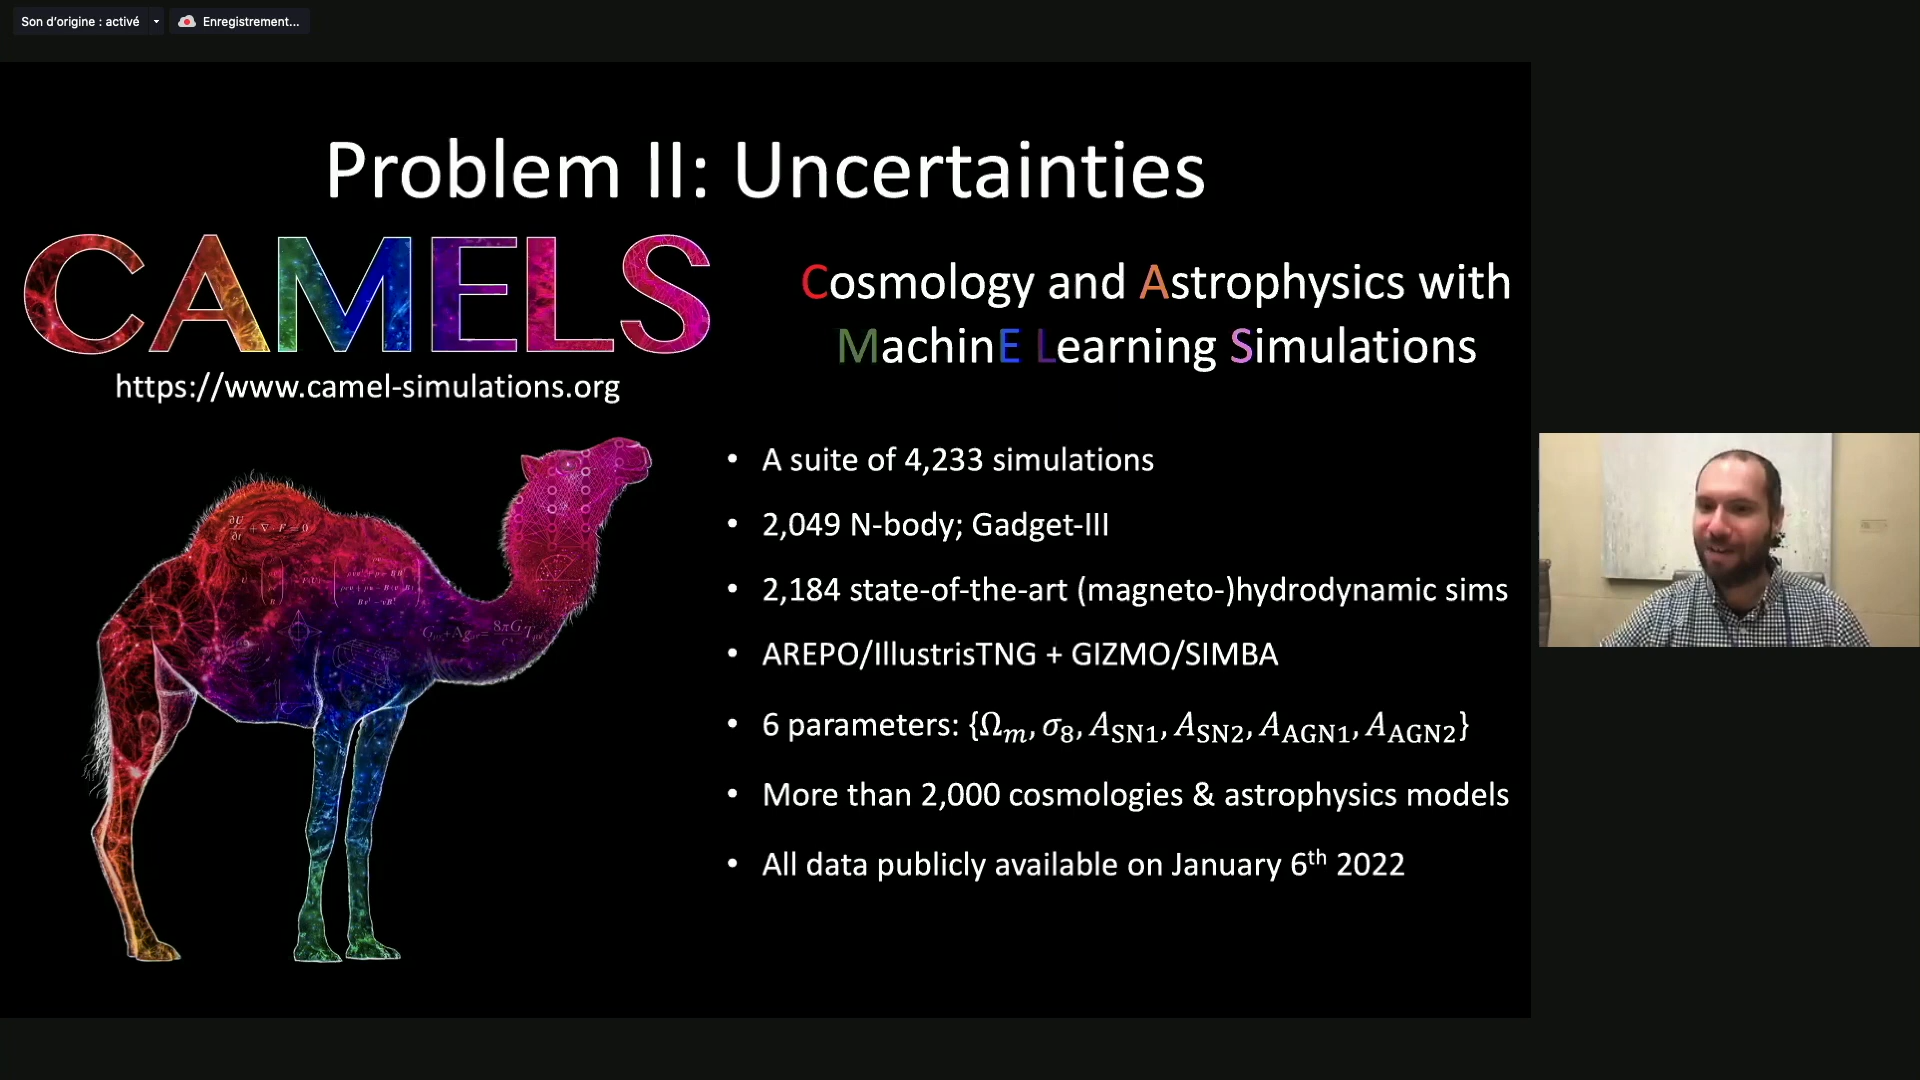 Son d'origine : activé
Enregistrement...
Problem II: Uncertainties
CAMELS
https://www.camel-simulations.org
Cosmology and Astrophysics with
MachinE Learning Simulations
• A suite of 4,233 simulations
• 2,049 N-body; Gadget-III
• 2,184 state-of-the-art (magneto-)hydrodynamic sims
• AREPO/IllustrisTNG + GIZMO/SIMBA
• 6 parameters: {Ωm, σ8, ASN1, ASN2, AAGN1, AAGN2}
• More than 2,000 cosmologies & astrophysics models
• All data publicly available on January 6th 2022